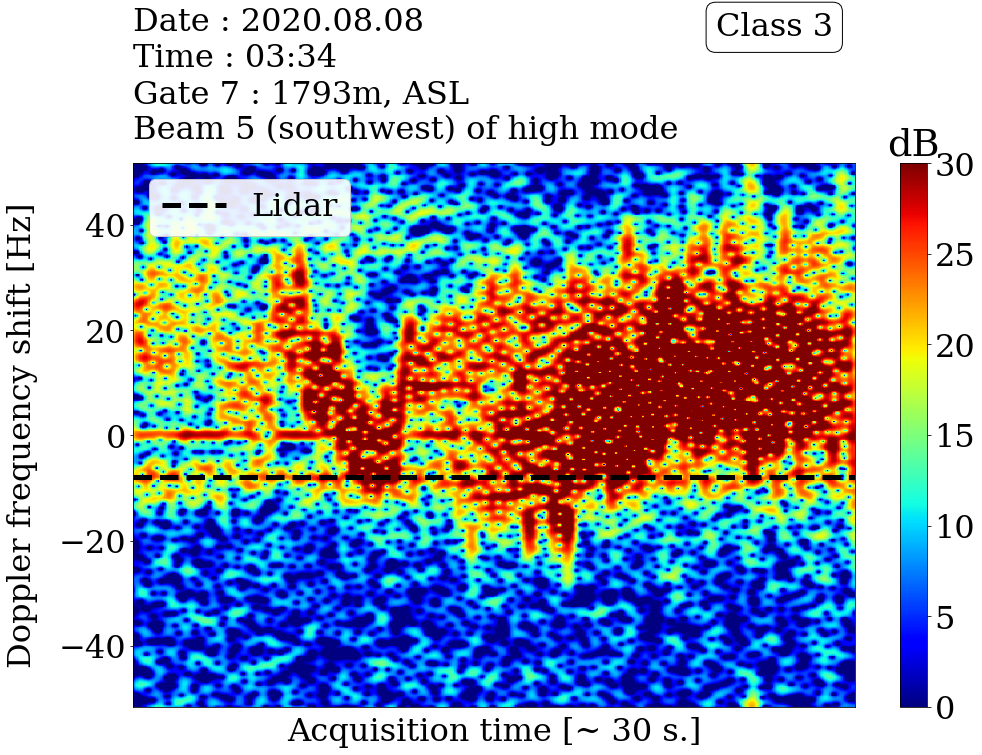 Date : 2020.08.08
Time : 03:34
Gate 7 : 1793m, ASL
Beam 5 (southwest) of high mode
Class 3
dB
Lidar
Doppler frequency shift [Hz]
40
20
0
−20
−40
Acquisition time [~ 30 s.]
30
25
20
15
10
5
0